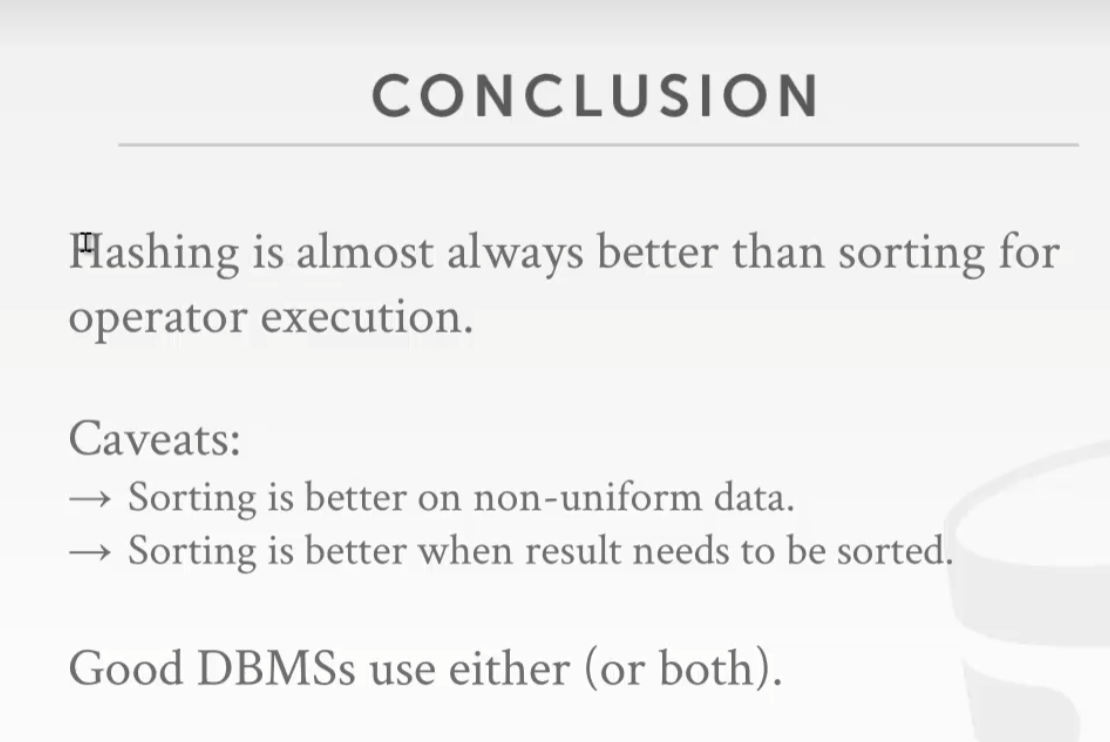 CONCLUSION
Hashing is almost always better than sorting for
operator execution.
Caveats:
→ Sorting is better on non-uniform data.
→ Sorting is better when result needs to be sorted.
Good DBMSs use either (or both).